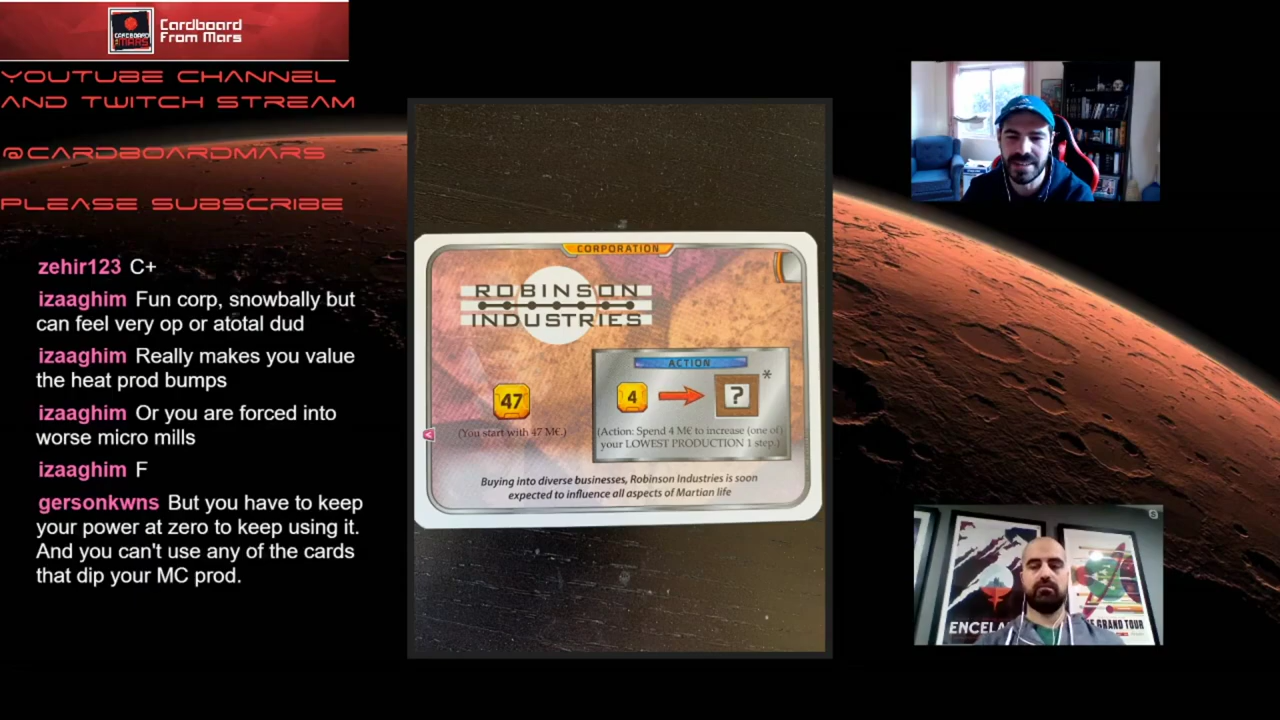 Cardboard
From Mars
CARDBOARD
MARS
YOUTUBE CHANNEL
AND TWITCH STREAM
@CARDBOARDMARS
PLEASE SUBSCRIBE
zehir123 C+
izaaghim Fun corp, snowbally but
can feel very op or atotal dud
izaaghim Really makes you value
the heat prod bumps
izaaghim Or you are forced into
worse micro mills
izaaghim F
gersonkwns But you have to keep
your power at zero to keep using it.
And you can't use any of the cards
that dip your MC prod.
CORPORATION
ROBINSON
INDUSTRIES
ACTION
47
4
? *
(You start with 47 M€.)
(Action: Spend 4 M€ to increase (one of)
your LOWEST PRODUCTION 1 step.)
Buying into diverse businesses, Robinson Industries is soon
expected to influence all aspects of Martian life
ENCELA
GRAND TOUR